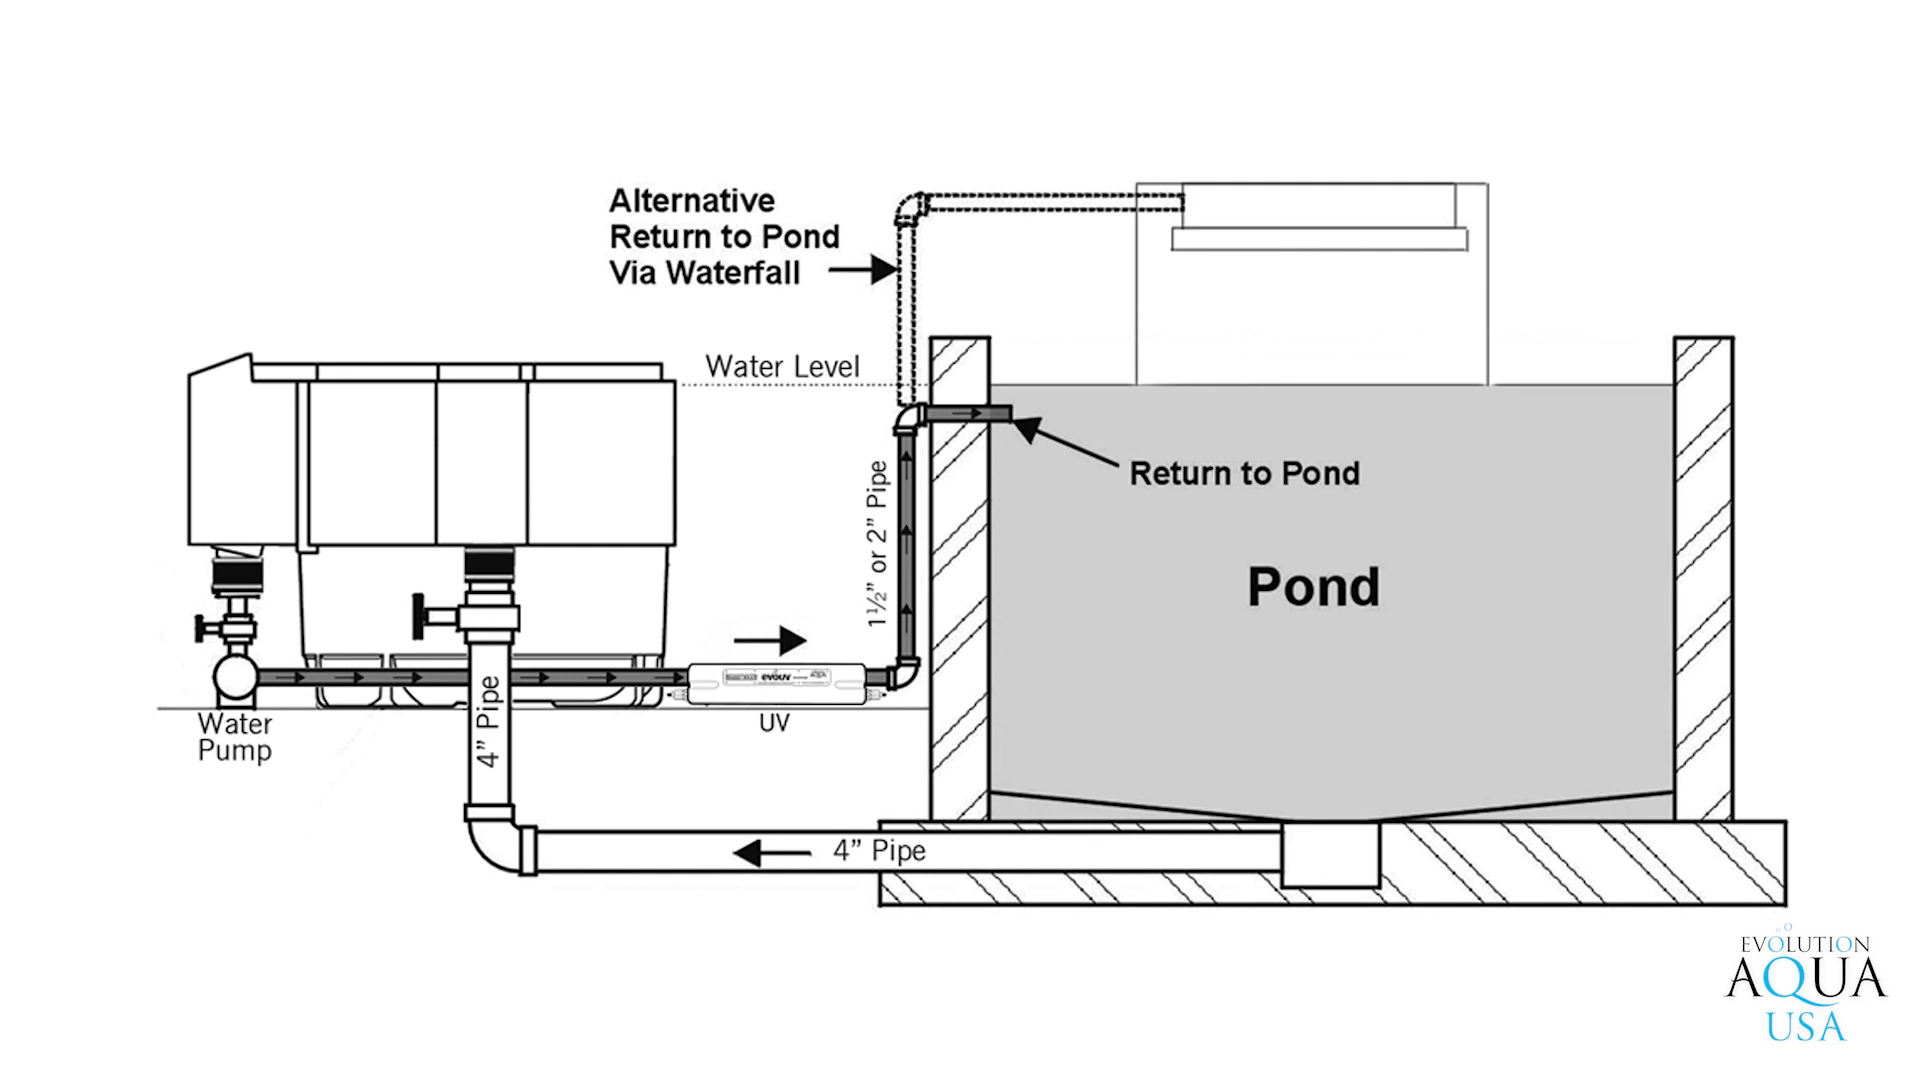 Alternative
Return to Pond
Via Waterfall
Water Level
Return to Pond
1½” or 2” Pipe
Pond
evoUV
UV
Water
Pump
4” Pipe
4” Pipe
EVOLUTION
AQUA
USA